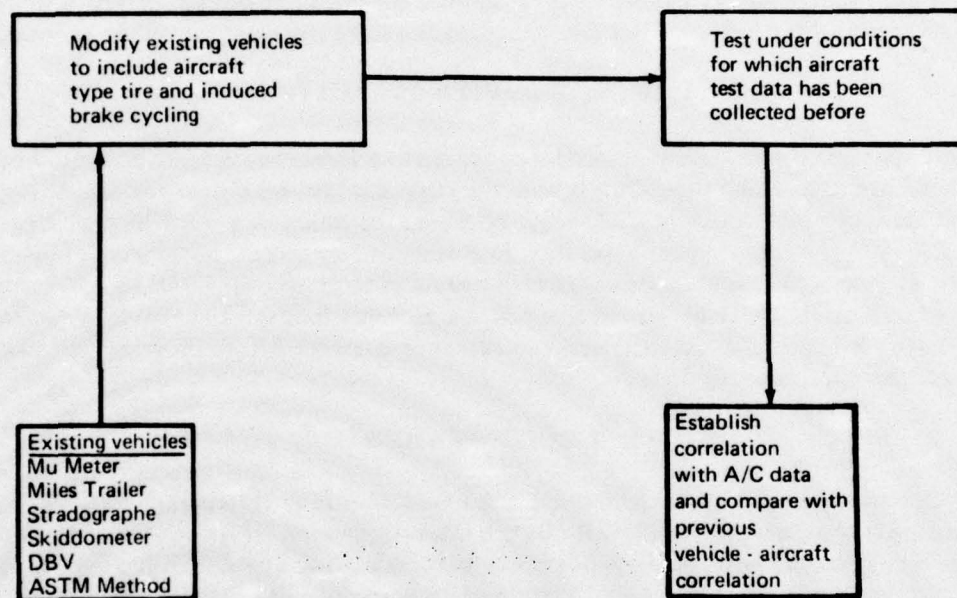 Modify existing vehicles
to include aircraft
type tire and induced
brake cycling
Test under conditions
for which aircraft
test data has been
collected before
Existing vehicles
Mu Meter
Miles Trailer
Stradographe
Skiddometer
DBV
ASTM Method
Establish
correlation
with A/C data
and compare with
previous
vehicle - aircraft
correlation